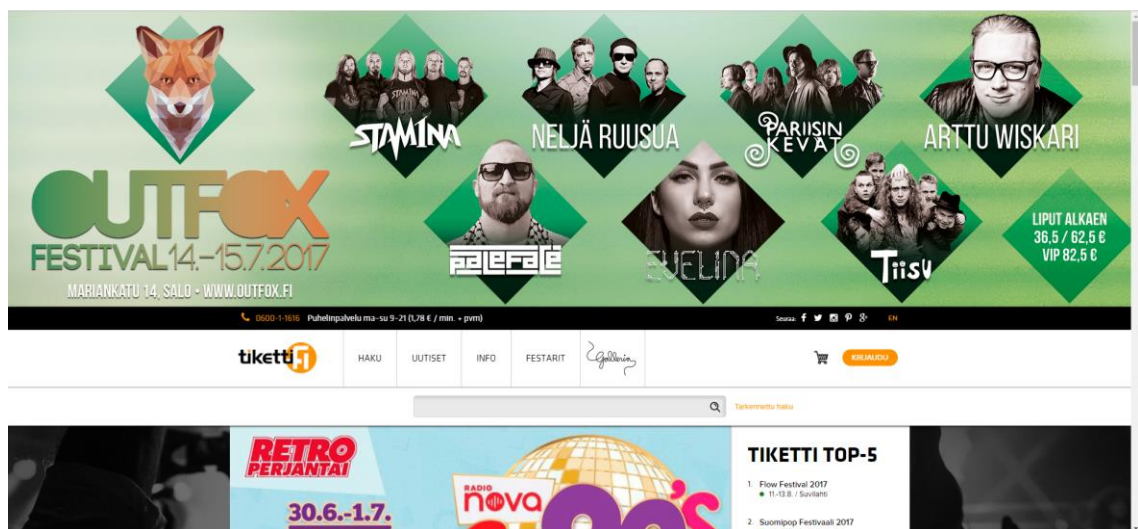 STAM1NA
NELJÄ RUUSUA
PARIISIN
KEVÄT
ARTTU WISKARI
OUTFOX
FESTIVAL 14.–15.7.2017
MARIANKATU 14, SALO • WWW.OUTFOX.FI
PALEFACE
EVELINA
Tiisu
LIPUT ALKAEN
36,5 / 62,5 €
VIP 82,5 €
0600-1-1616 Puhelinpalvelu ma–su 9–21 (1,78 € / min. + pvm)
Seuraa:
EN
tiketti Fi
HAKU
UUTISET
INFO
FESTARIT
Galleria
KIRJAUDU
Tarkennettu haku
RETRO
PERJANTAI
30.6.-1.7.
RADIO
nova
90's
TIKETTI TOP-5
1. Flow Festival 2017
11.-13.8. / Suvilahti
2. Suomipop Festivaali 2017